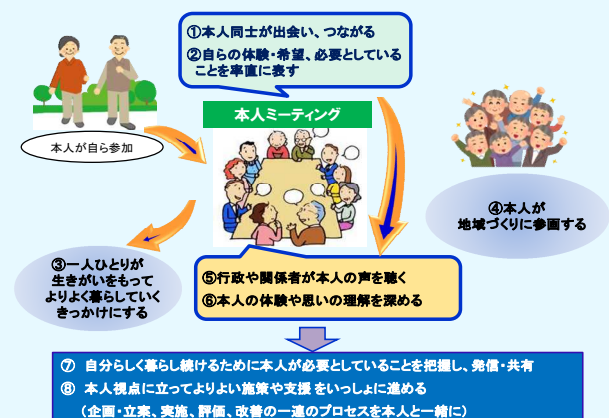 ①本人同士が出会い、つながる
②自らの体験・希望、必要としている
ことを率直に表す
本人ミーティング
本人が自ら参加
④本人が
地域づくりに参画する
③一人ひとりが
生きがいをもって
よりよく暮らしていく
きっかけにする
⑤行政や関係者が本人の声を聴く
⑥本人の体験や思いの理解を深める
⑦ 自分らしく暮らし続けるために本人が必要としていることを把握し、発信・共有
⑧ 本人視点に立ってよりよい施策や支援をいっしょに進める
(企画・立案、実施、評価、改善の一連のプロセスを本人と一緒に)